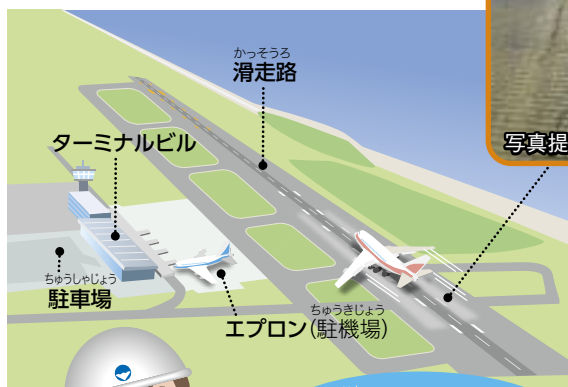 かっそうろ
滑走路
ターミナルビル
写真提
ちゅうしゃじょう
駐車場
ちゅうきじょう
エプロン(駐機場)